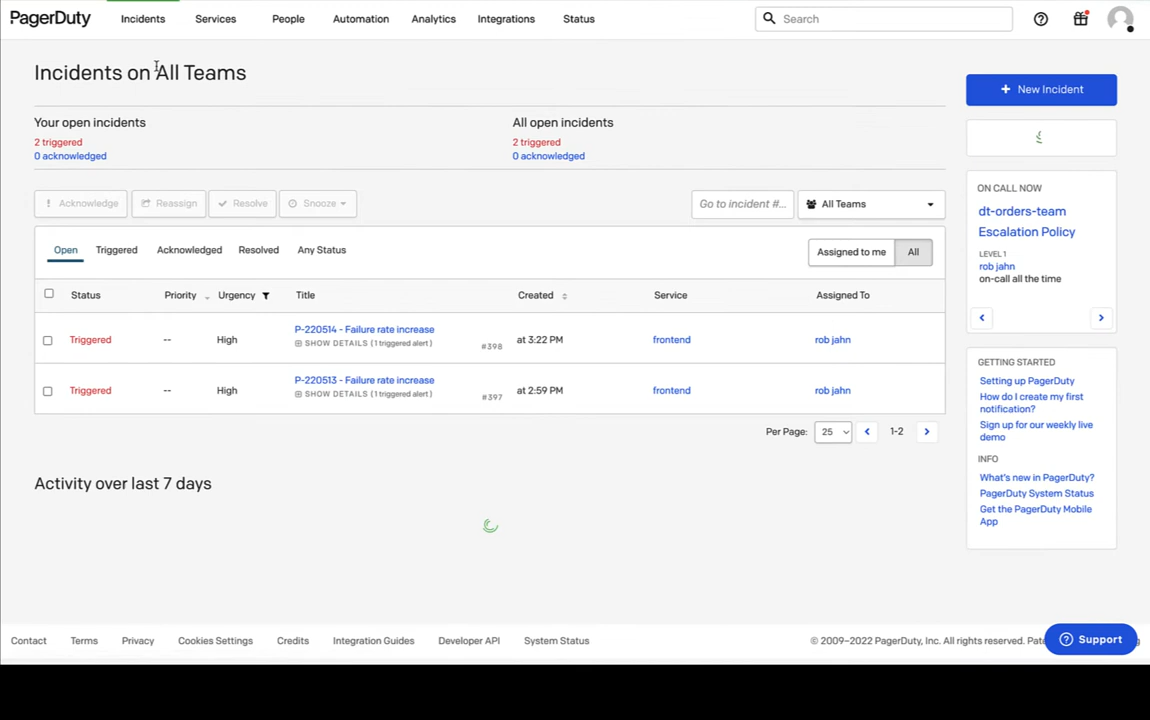 PagerDuty
Incidents
Services
People
Automation
Analytics
Integrations
Status
Search
Incidents on All Teams
+ New Incident
Your open incidents
2 triggered
0 acknowledged
All open incidents
2 triggered
0 acknowledged
Acknowledge
Reassign
Resolve
Snooze
Go to incident #...
All Teams
Open
Triggered
Acknowledged
Resolved
Any Status
Assigned to me
All
Status
Priority
Urgency
Title
Created
Service
Assigned To
Triggered
--
High
P-220514 - Failure rate increase
SHOW DETAILS (1 triggered alert)
#398
at 3:22 PM
frontend
rob jahn
Triggered
--
High
P-220513 - Failure rate increase
SHOW DETAILS (1 triggered alert)
#397
at 2:59 PM
frontend
rob jahn
Per Page:
25
1-2
Activity over last 7 days
ON CALL NOW
dt-orders-team
Escalation Policy
LEVEL 1
rob jahn
on-call all the time
GETTING STARTED
Setting up PagerDuty
How do I create my first
notification?
Sign up for our weekly live
demo
INFO
What's new in PagerDuty?
PagerDuty System Status
Get the PagerDuty Mobile
App
Contact
Terms
Privacy
Cookies Settings
Credits
Integration Guides
Developer API
System Status
© 2009–2022 PagerDuty, Inc. All rights reserved.
Support